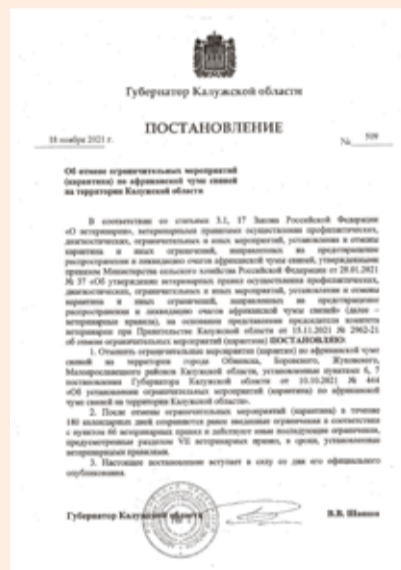 Губернатор Калужской области
ПОСТАНОВЛЕНИЕ
18 ноября 2021 г. № 509
Об отмене ограничительных мероприятий
(карантина) по африканской чуме свиней
на территории Калужской области
В соответствии со статьями 3.1, 17 Закона Российской Федерации
«О ветеринарии», ветеринарными правилами осуществления профилактических,
диагностических, ограничительных и иных мероприятий, установления и отмены
карантина и иных ограничений, направленных на предотвращение
распространения и ликвидацию очагов африканской чумы свиней, утвержденными
приказом Министерства сельского хозяйства Российской Федерации от 28.01.2021
№ 37 «Об утверждении ветеринарных правил осуществления профилактических,
диагностических, ограничительных и иных мероприятий, установления и отмены
карантина и иных ограничений, направленных на предотвращение
распространения и ликвидацию очагов африканской чумы свиней» (далее –
ветеринарные правила), на основании представления председателя комитета
ветеринарии при Правительстве Калужской области от 15.11.2021 № 2962-21
об отмене ограничительных мероприятий (карантина) ПОСТАНОВЛЯЮ:
1. Отменить ограничительные мероприятия (карантин) по африканской чуме
свиней на территории города Обнинска, Боровского, Жуковского,
Малоярославецкого районов Калужской области, установленные пунктами 6, 7
постановления Губернатора Калужской области от 10.10.2021 № 444
«Об установлении ограничительных мероприятий (карантина) по африканской
чуме свиней на территории Калужской области».
2. После отмены ограничительных мероприятий (карантина) в течение
180 календарных дней сохраняются ранее введенные ограничения в соответствии
с пунктом 66 ветеринарных правил и действуют иные последующие ограничения,
предусмотренные разделом VII ветеринарных правил, в сроки, установленные
ветеринарными правилами.
3. Настоящее постановление вступает в силу со дня его официального
опубликования.
Губернатор Калужской области В.В. Шапша